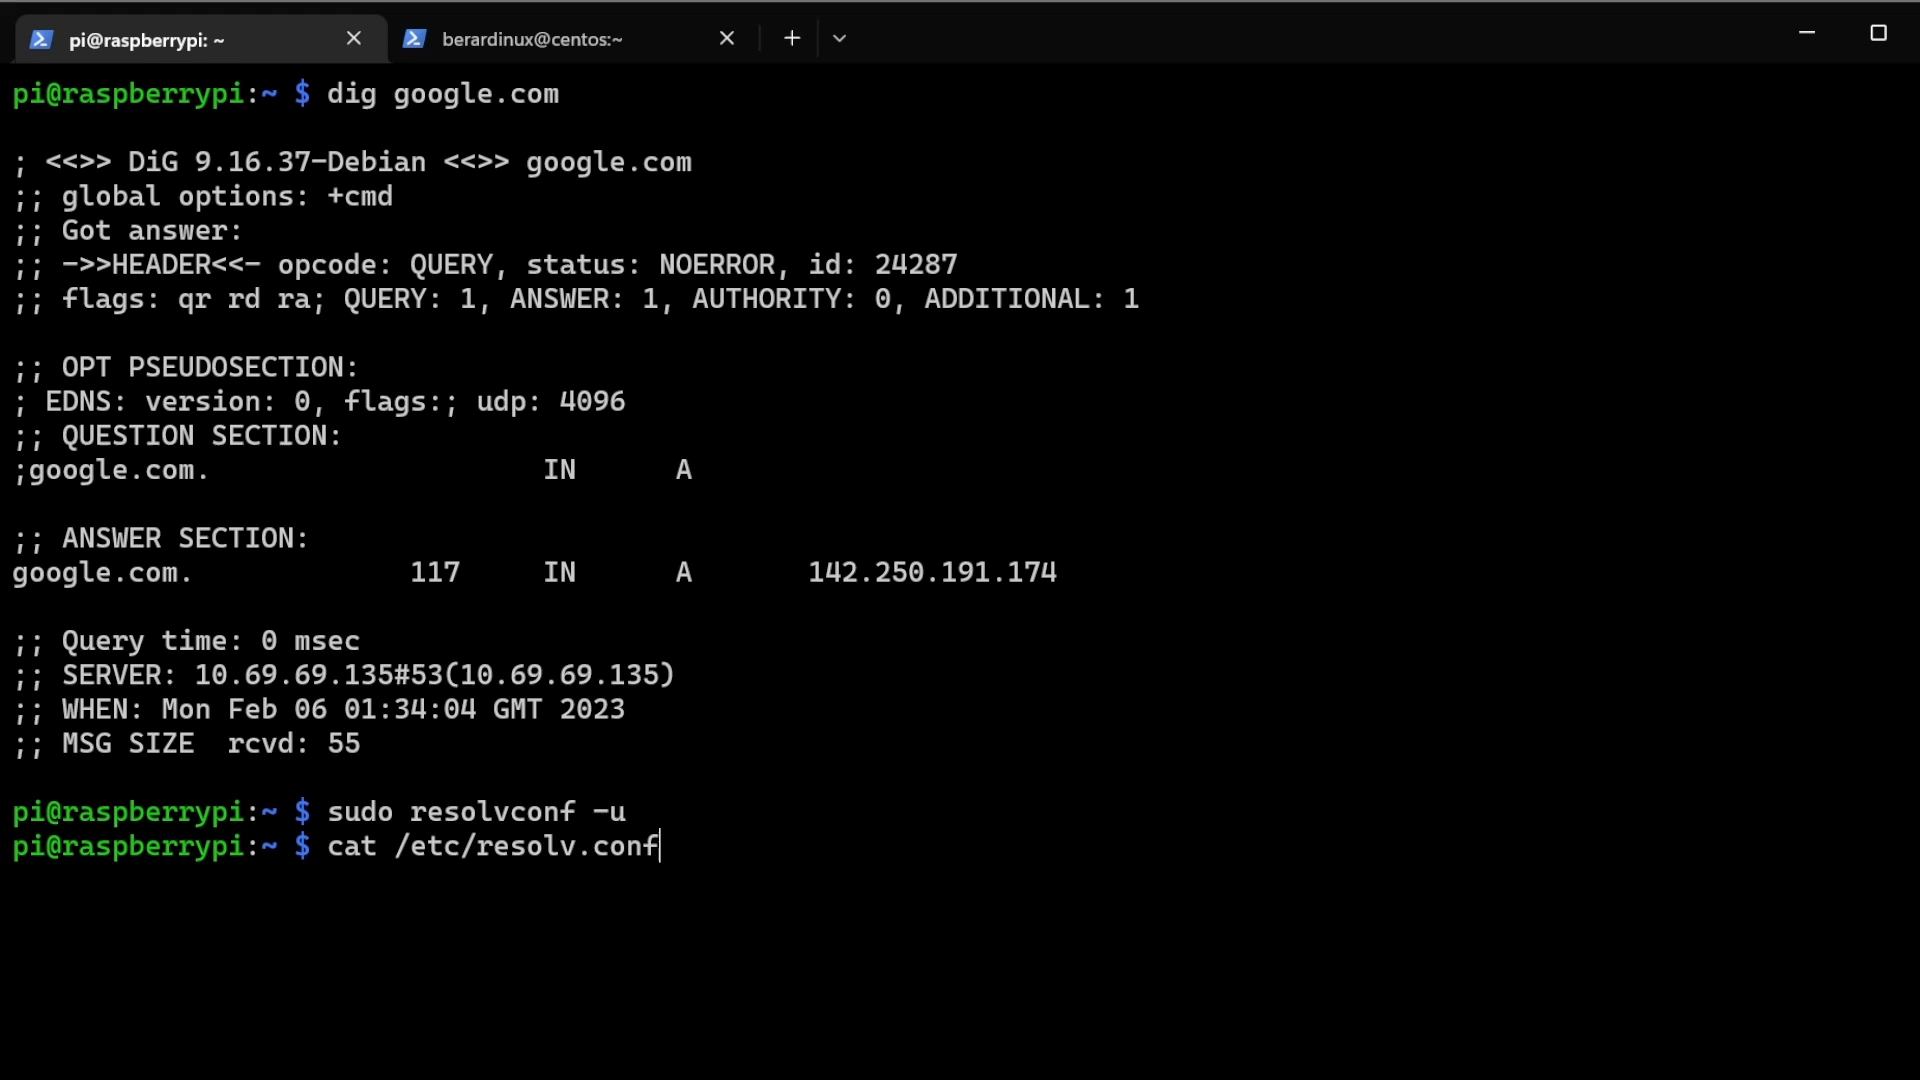 pi@raspberrypi: ~
berardinux@centos:~
pi@raspberrypi:~ $ dig google.com
; <<>> DiG 9.16.37-Debian <<>> google.com
;; global options: +cmd
;; Got answer:
;; ->>HEADER<<- opcode: QUERY, status: NOERROR, id: 24287
;; flags: qr rd ra; QUERY: 1, ANSWER: 1, AUTHORITY: 0, ADDITIONAL: 1
;; OPT PSEUDOSECTION:
; EDNS: version: 0, flags:; udp: 4096
;; QUESTION SECTION:
;google.com. IN A
;; ANSWER SECTION:
google.com. 117 IN A 142.250.191.174
;; Query time: 0 msec
;; SERVER: 10.69.69.135#53(10.69.69.135)
;; WHEN: Mon Feb 06 01:34:04 GMT 2023
;; MSG SIZE  rcvd: 55
pi@raspberrypi:~ $ sudo resolvconf -u
pi@raspberrypi:~ $ cat /etc/resolv.conf